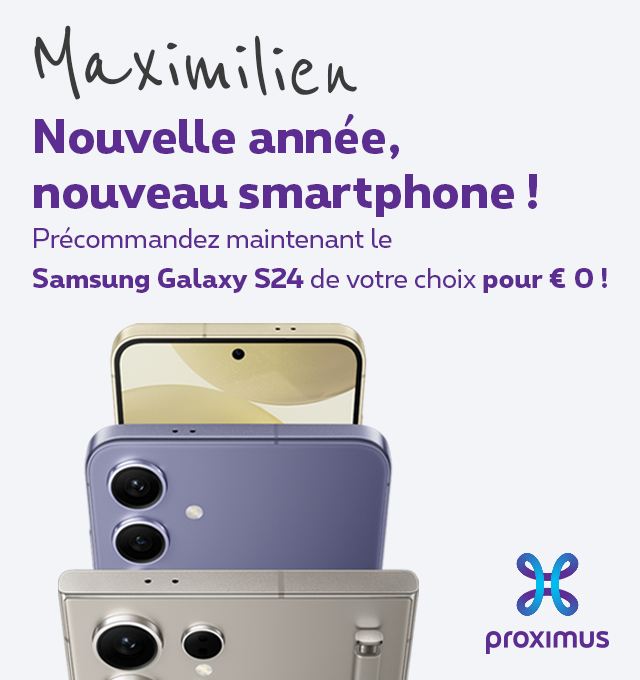 Maximilien
Nouvelle année,
nouveau smartphone !
Précommandez maintenant le
Samsung Galaxy S24 de votre choix pour € 0 !
proximus